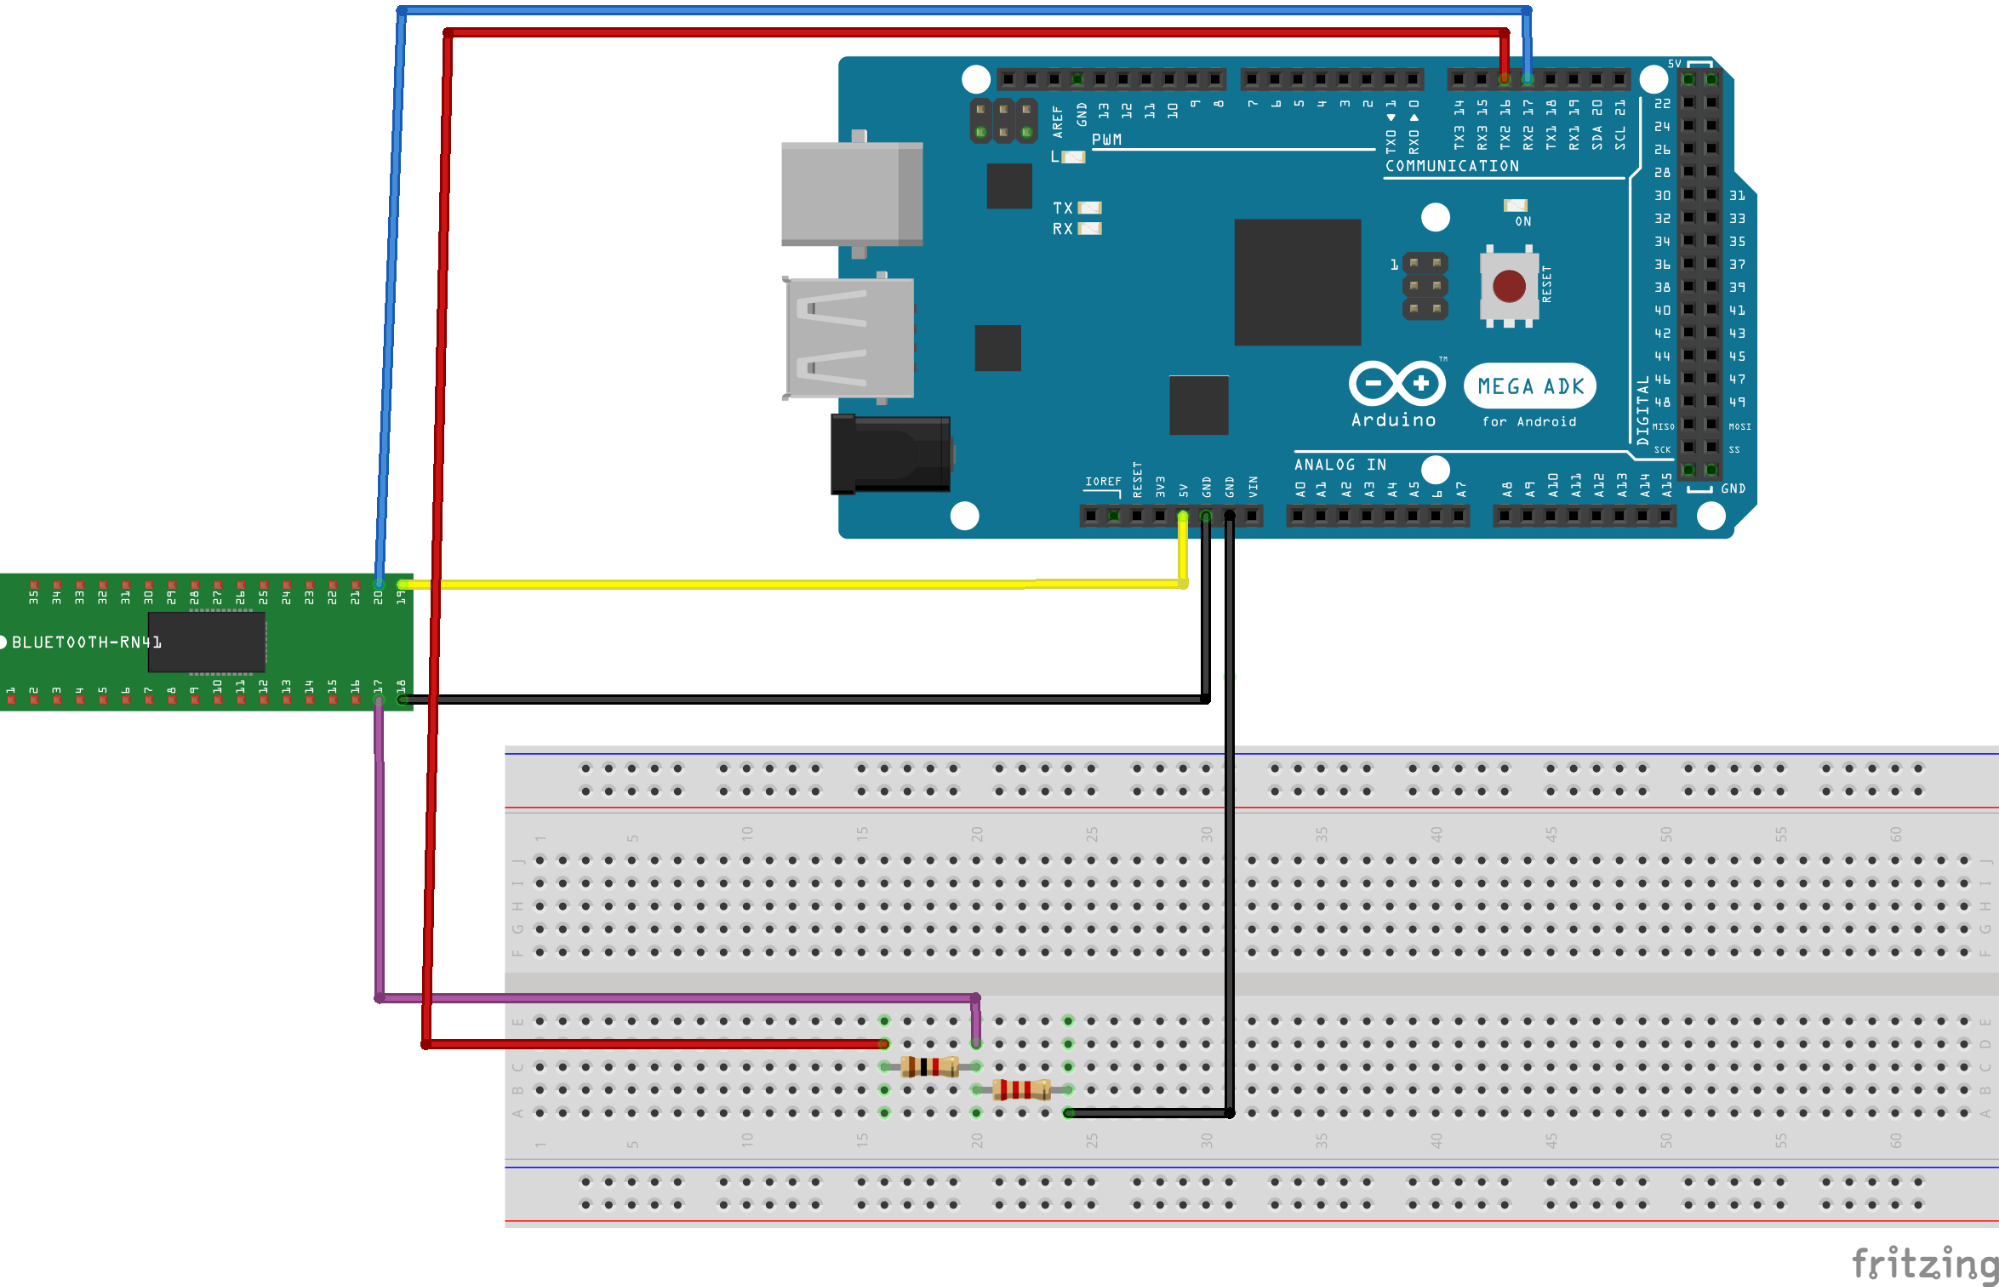 5V
AREF GND 13 12 11 10 9 8 7 6 5 4 3 2 TX0 1 RX0 0 TX3 14 RX3 15 TX2 16 RX2 17 TX1 18 RX1 19 SDA 20 SCL 21
PWM
L
COMMUNICATION
TX
RX
22
24
26
28
30 31
32 33
34 35
36 37
38 39
40 41
42 43
44 45
46 47
48 49
MISO MOSI
SCK SS
GND
DIGITAL
ON
1
RESET
TM
MEGA ADK
Arduino
for Android
ANALOG IN
IOREF RESET 3V3 5V GND GND VIN A0 A1 A2 A3 A4 A5 6 A7 A8 A9 A10 A11 A12 A13 A14 A15
35 34 33 32 31 30 29 28 27 26 25 24 23 22 21 20 19
BLUETOOTH-RN41
1 2 3 4 5 6 7 8 9 10 11 12 13 14 15 16 17 18
1 5 10 15 20 25 30 35 40 45 50 55 60
J J
I I
H H
G G
F F
E E
D D
C C
B B
A A
1 5 10 15 20 25 30 35 40 45 50 55 60
fritzing